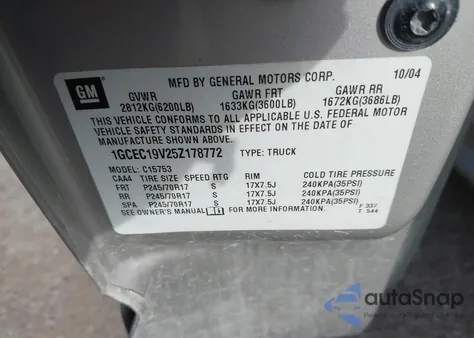 GM
MFD BY GENERAL MOTORS CORP.
10/04
GVWR GAWR FRT GAWR RR
2812KG(6200LB) 1633KG(3600LB) 1672KG(3686LB)
THIS VEHICLE CONFORMS TO ALL APPLICABLE U.S. FEDERAL MOTOR
VEHICLE SAFETY STANDARDS IN EFFECT ON THE DATE OF
MANUFACTURE SHOWN ABOVE.
1GCEC19V25Z178772 TYPE: TRUCK
MODEL: C15753
CAA4 TIRE SIZE SPEED RTG RIM COLD TIRE PRESSURE
FRT P245/70R17 S 17X7.5J 240KPA(35PSI)
RR P245/70R17 S 17X7.5J 240KPA(35PSI)
SPA P245/70R17 S 17X7.5J 240KPA(35PSI)
SEE OWNER'S MANUAL FOR MORE INFORMATION.
F 337
T 544
autoSnap